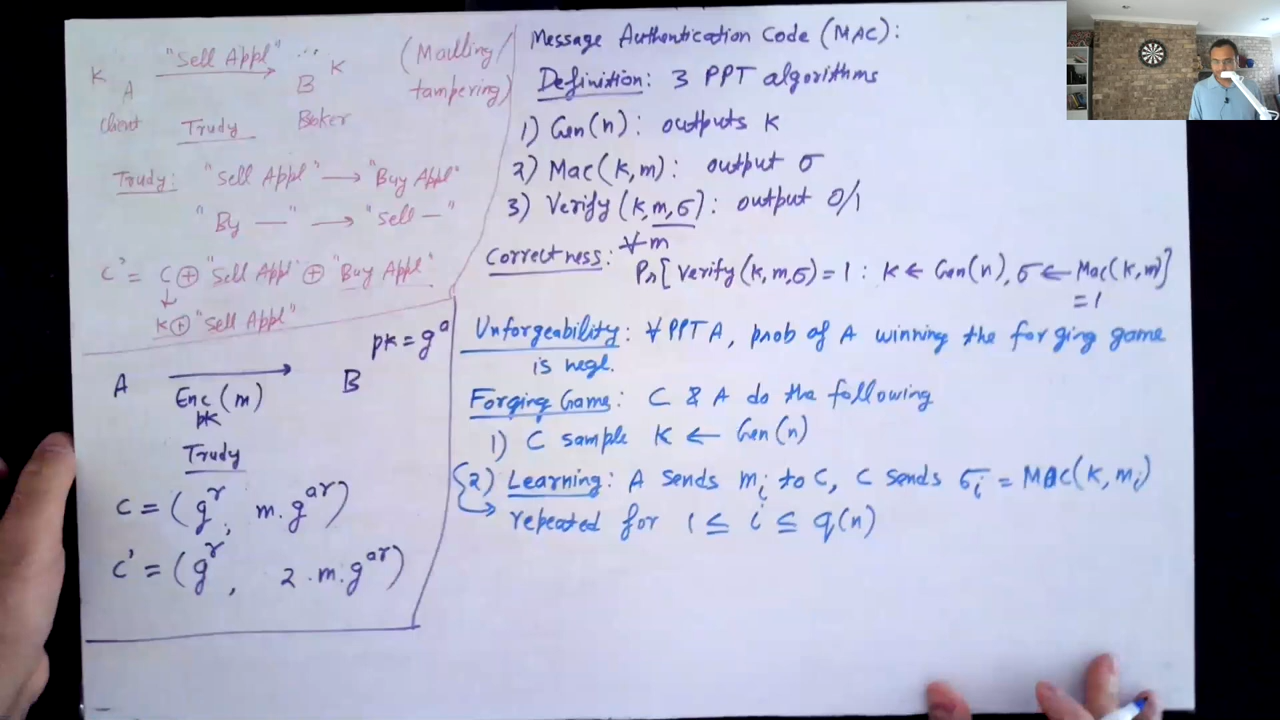 "Sell Appl" ...
K A B K (Mauling/
Client Trudy Boker tampering)
Trudy: "Sell Appl" → "Buy Appl"
"By —" → "Sell —"
C' = C ⊕ "Sell Appl" ⊕ "Buy Appl"
↓
K ⊕ "Sell Appl"
pk = g^a
A → B
Enc_pk(m)
Trudy
C = (g^r, m.g^{ar})
C' = (g^r, 2.m.g^{ar})
Message Authentication Code (MAC):
Definition: 3 PPT algorithms
1) Gen(n): outputs K
2) Mac(K,m): output σ
3) Verify(K,m,σ): output 0/1
Correctness: ∀m
Pr[Verify(K,m,σ)=1 : K ← Gen(n), σ ← Mac(K,m)]
=1
Unforgeability: ∀ PPT A, prob of A winning the forging game
is negl.
Forging Game: C & A do the following
1) C sample K ← Gen(n)
2) Learning: A sends m_i to C, C sends σ_i = MAC(K,m_i)
repeated for 1 ≤ i ≤ q(n)